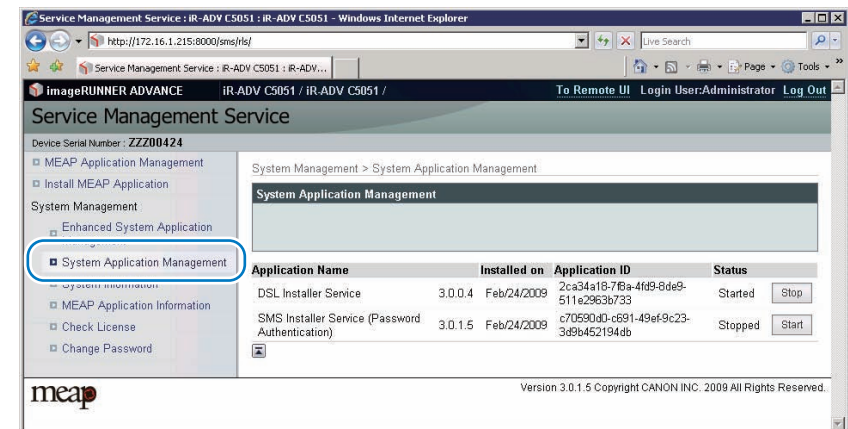 Service Management Service : iR-ADV C5051 : iR-ADV C5051 - Windows Internet Explorer
http://172.16.1.215:8000/sms/rls/
Live Search
Service Management Service : iR-ADV C5051 : iR-ADV...
Page
Tools
imageRUNNER ADVANCE
iR-ADV C5051 / iR-ADV C5051 /
To Remote UI
Login User:Administrator
Log Out
Service Management Service
Device Serial Number : ZZZ00424
MEAP Application Management
Install MEAP Application
System Management
Enhanced System Application
System Application Management
System Information
MEAP Application Information
Check License
Change Password
System Management > System Application Management
System Application Management
Application Name Installed on Application ID Status
DSL Installer Service 3.0.0.4 Feb/24/2009 2ca34a18-7f8a-4fd9-8de9-
511e2963b733 Started Stop
SMS Installer Service (Password
Authentication) 3.0.1.5 Feb/24/2009 c70590d0-c691-49ef-9c23-
3d9b452194db Stopped Start
meap
Version 3.0.1.5 Copyright CANON INC. 2009 All Rights Reserved.